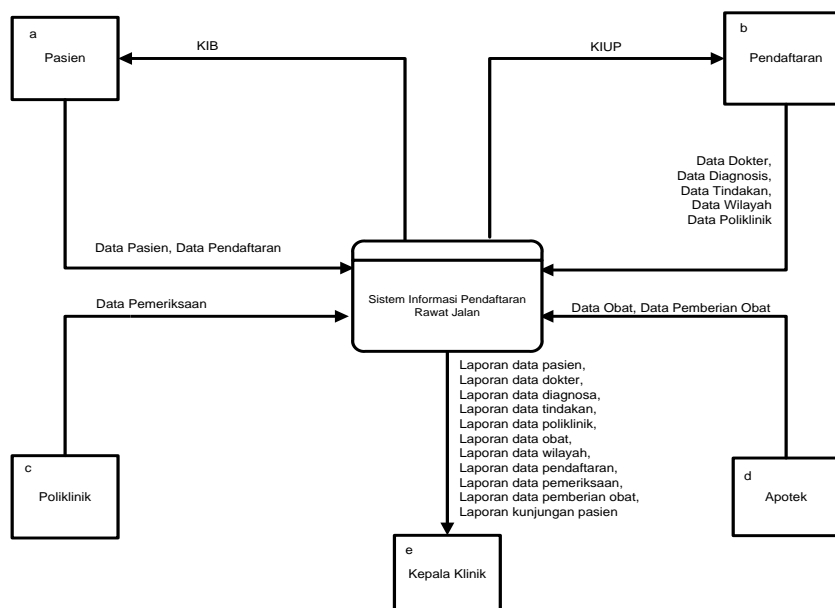 a
Pasien
KIB
KIUP
b
Pendaftaran
Data Dokter,
Data Diagnosis,
Data Tindakan,
Data Wilayah
Data Poliklinik
Data Pasien, Data Pendaftaran
Sistem Informasi Pendaftaran
Rawat Jalan
Data Pemeriksaan
Data Obat, Data Pemberian Obat
Laporan data pasien,
Laporan data dokter,
Laporan data diagnosa,
Laporan data tindakan,
Laporan data poliklinik,
Laporan data obat,
Laporan data wilayah,
Laporan data pendaftaran,
Laporan data pemeriksaan,
Laporan data pemberian obat,
Laporan kunjungan pasien
c
Poliklinik
d
Apotek
e
Kepala Klinik